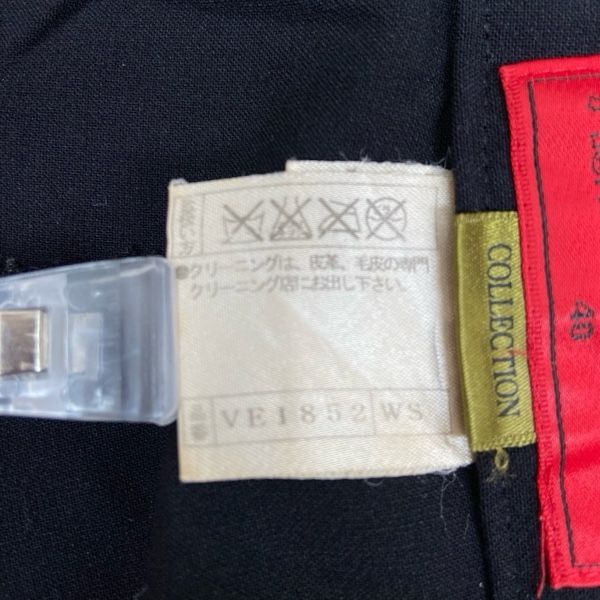 クリーニングは、皮革、毛皮の専門
クリーニング店にお出し下さい。
VE1852 WS
COLLECTION
40